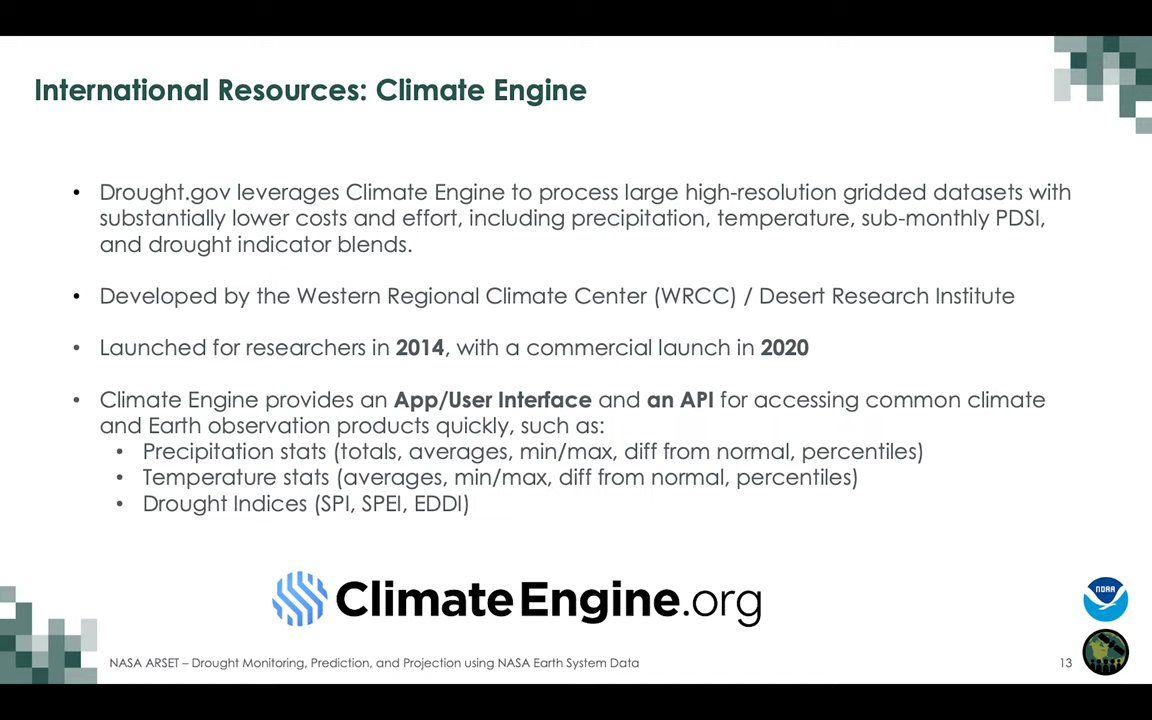 International Resources: Climate Engine
• Drought.gov leverages Climate Engine to process large high-resolution gridded datasets with
substantially lower costs and effort, including precipitation, temperature, sub-monthly PDSI,
and drought indicator blends.
• Developed by the Western Regional Climate Center (WRCC) / Desert Research Institute
• Launched for researchers in 2014, with a commercial launch in 2020
• Climate Engine provides an App/User Interface and an API for accessing common climate
and Earth observation products quickly, such as:
• Precipitation stats (totals, averages, min/max, diff from normal, percentiles)
• Temperature stats (averages, min/max, diff from normal, percentiles)
• Drought Indices (SPI, SPEI, EDDI)
ClimateEngine.org
NOAA
NASA ARSET – Drought Monitoring, Prediction, and Projection using NASA Earth System Data
13